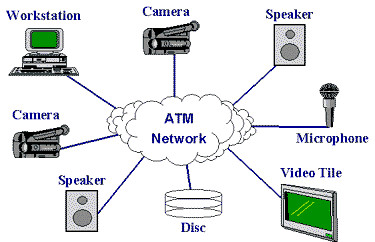 Camera
Speaker
Workstation
Camera
ATM
Network
Microphone
Speaker
Video Tile
Disc